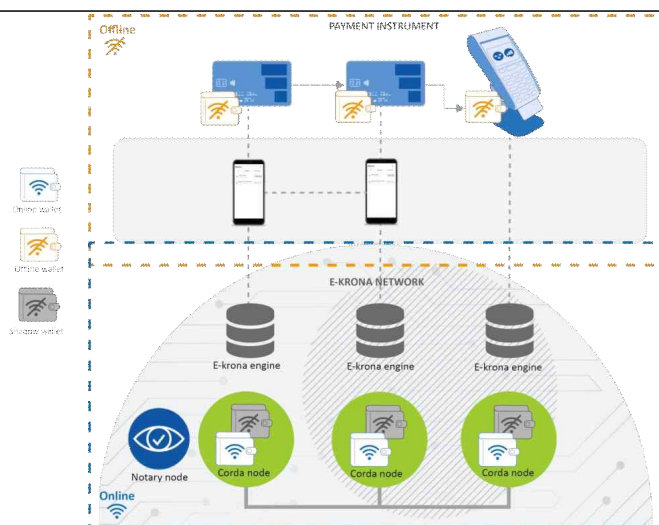 Offline
PAYMENT INSTRUMENT
Online wallet
Offline wallet
Shadow wallet
E-KRONA NETWORK
E-krona engine
E-krona engine
E-krona engine
Notary node
Corda node
Corda node
Corda node
Online